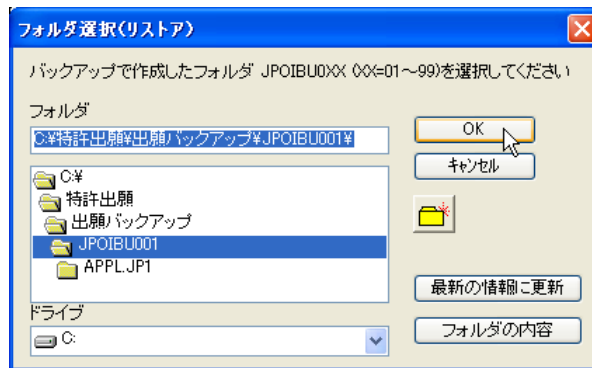 フォルダ選択(リストア)
バックアップで作成したフォルダ JPOIBU0XX (XX=01～99)を選択してください
フォルダ
C:¥特許出願¥出願バックアップ¥JPOIBU001¥
OK
キャンセル
C:¥
特許出願
出願バックアップ
JPOIBU001
APPL.JP1
最新の情報に更新
ドライブ
C:
フォルダの内容